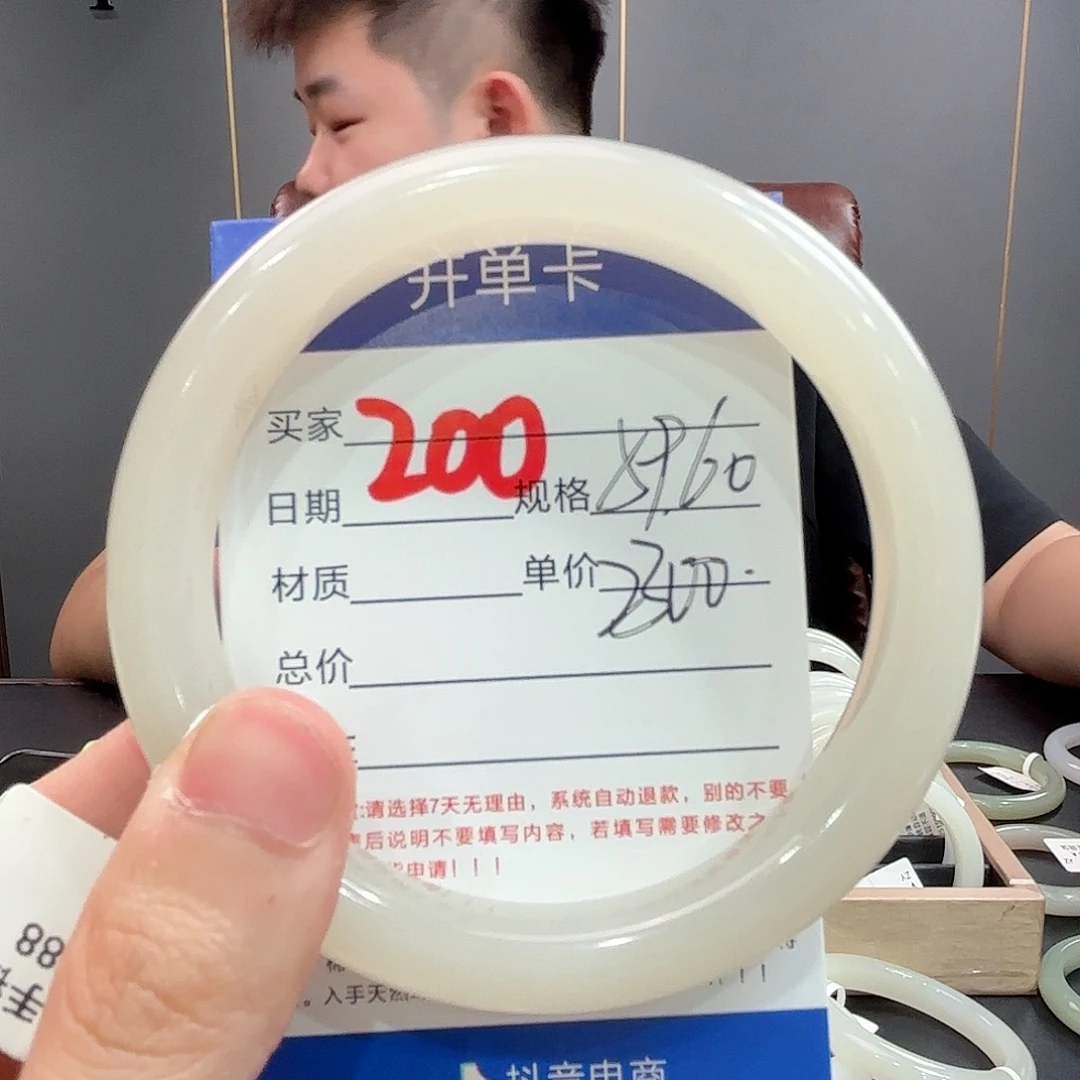 开单卡
买家
200
日期 规格
材质 单价
总价
:请选择7天无理由，系统自动退款，别的不要
售后说明不要填写内容，若填写需要修改之
申请！！！
。入手天然
抖音电商
88
手